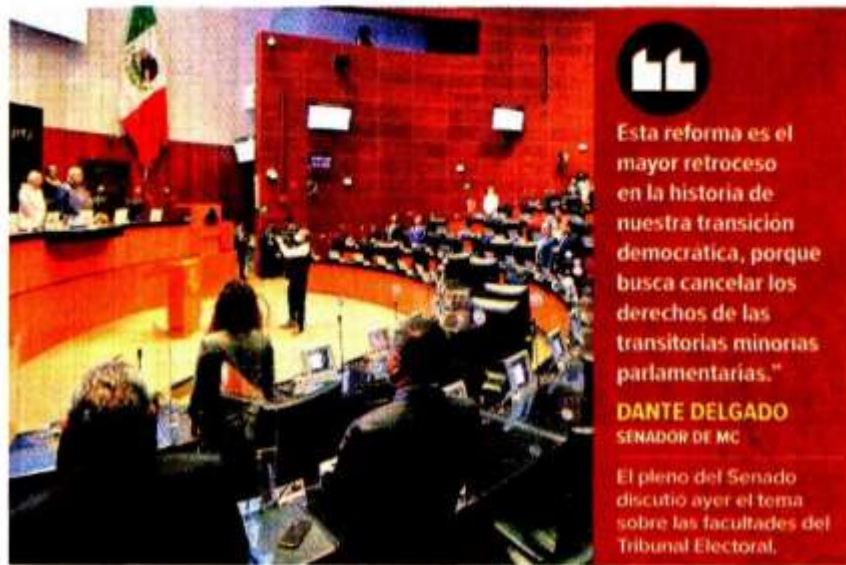 Esta reforma es el
mayor retroceso
en la historia de
nuestra transición
democrática, porque
busca cancelar los
derechos de las
transitorias minorias
parlamentarias."
DANTE DELGADO
SENADOR DE MC
El pleno del Senado
discutio ayer el tema
sobre las facultades del
Tribunal Electoral.